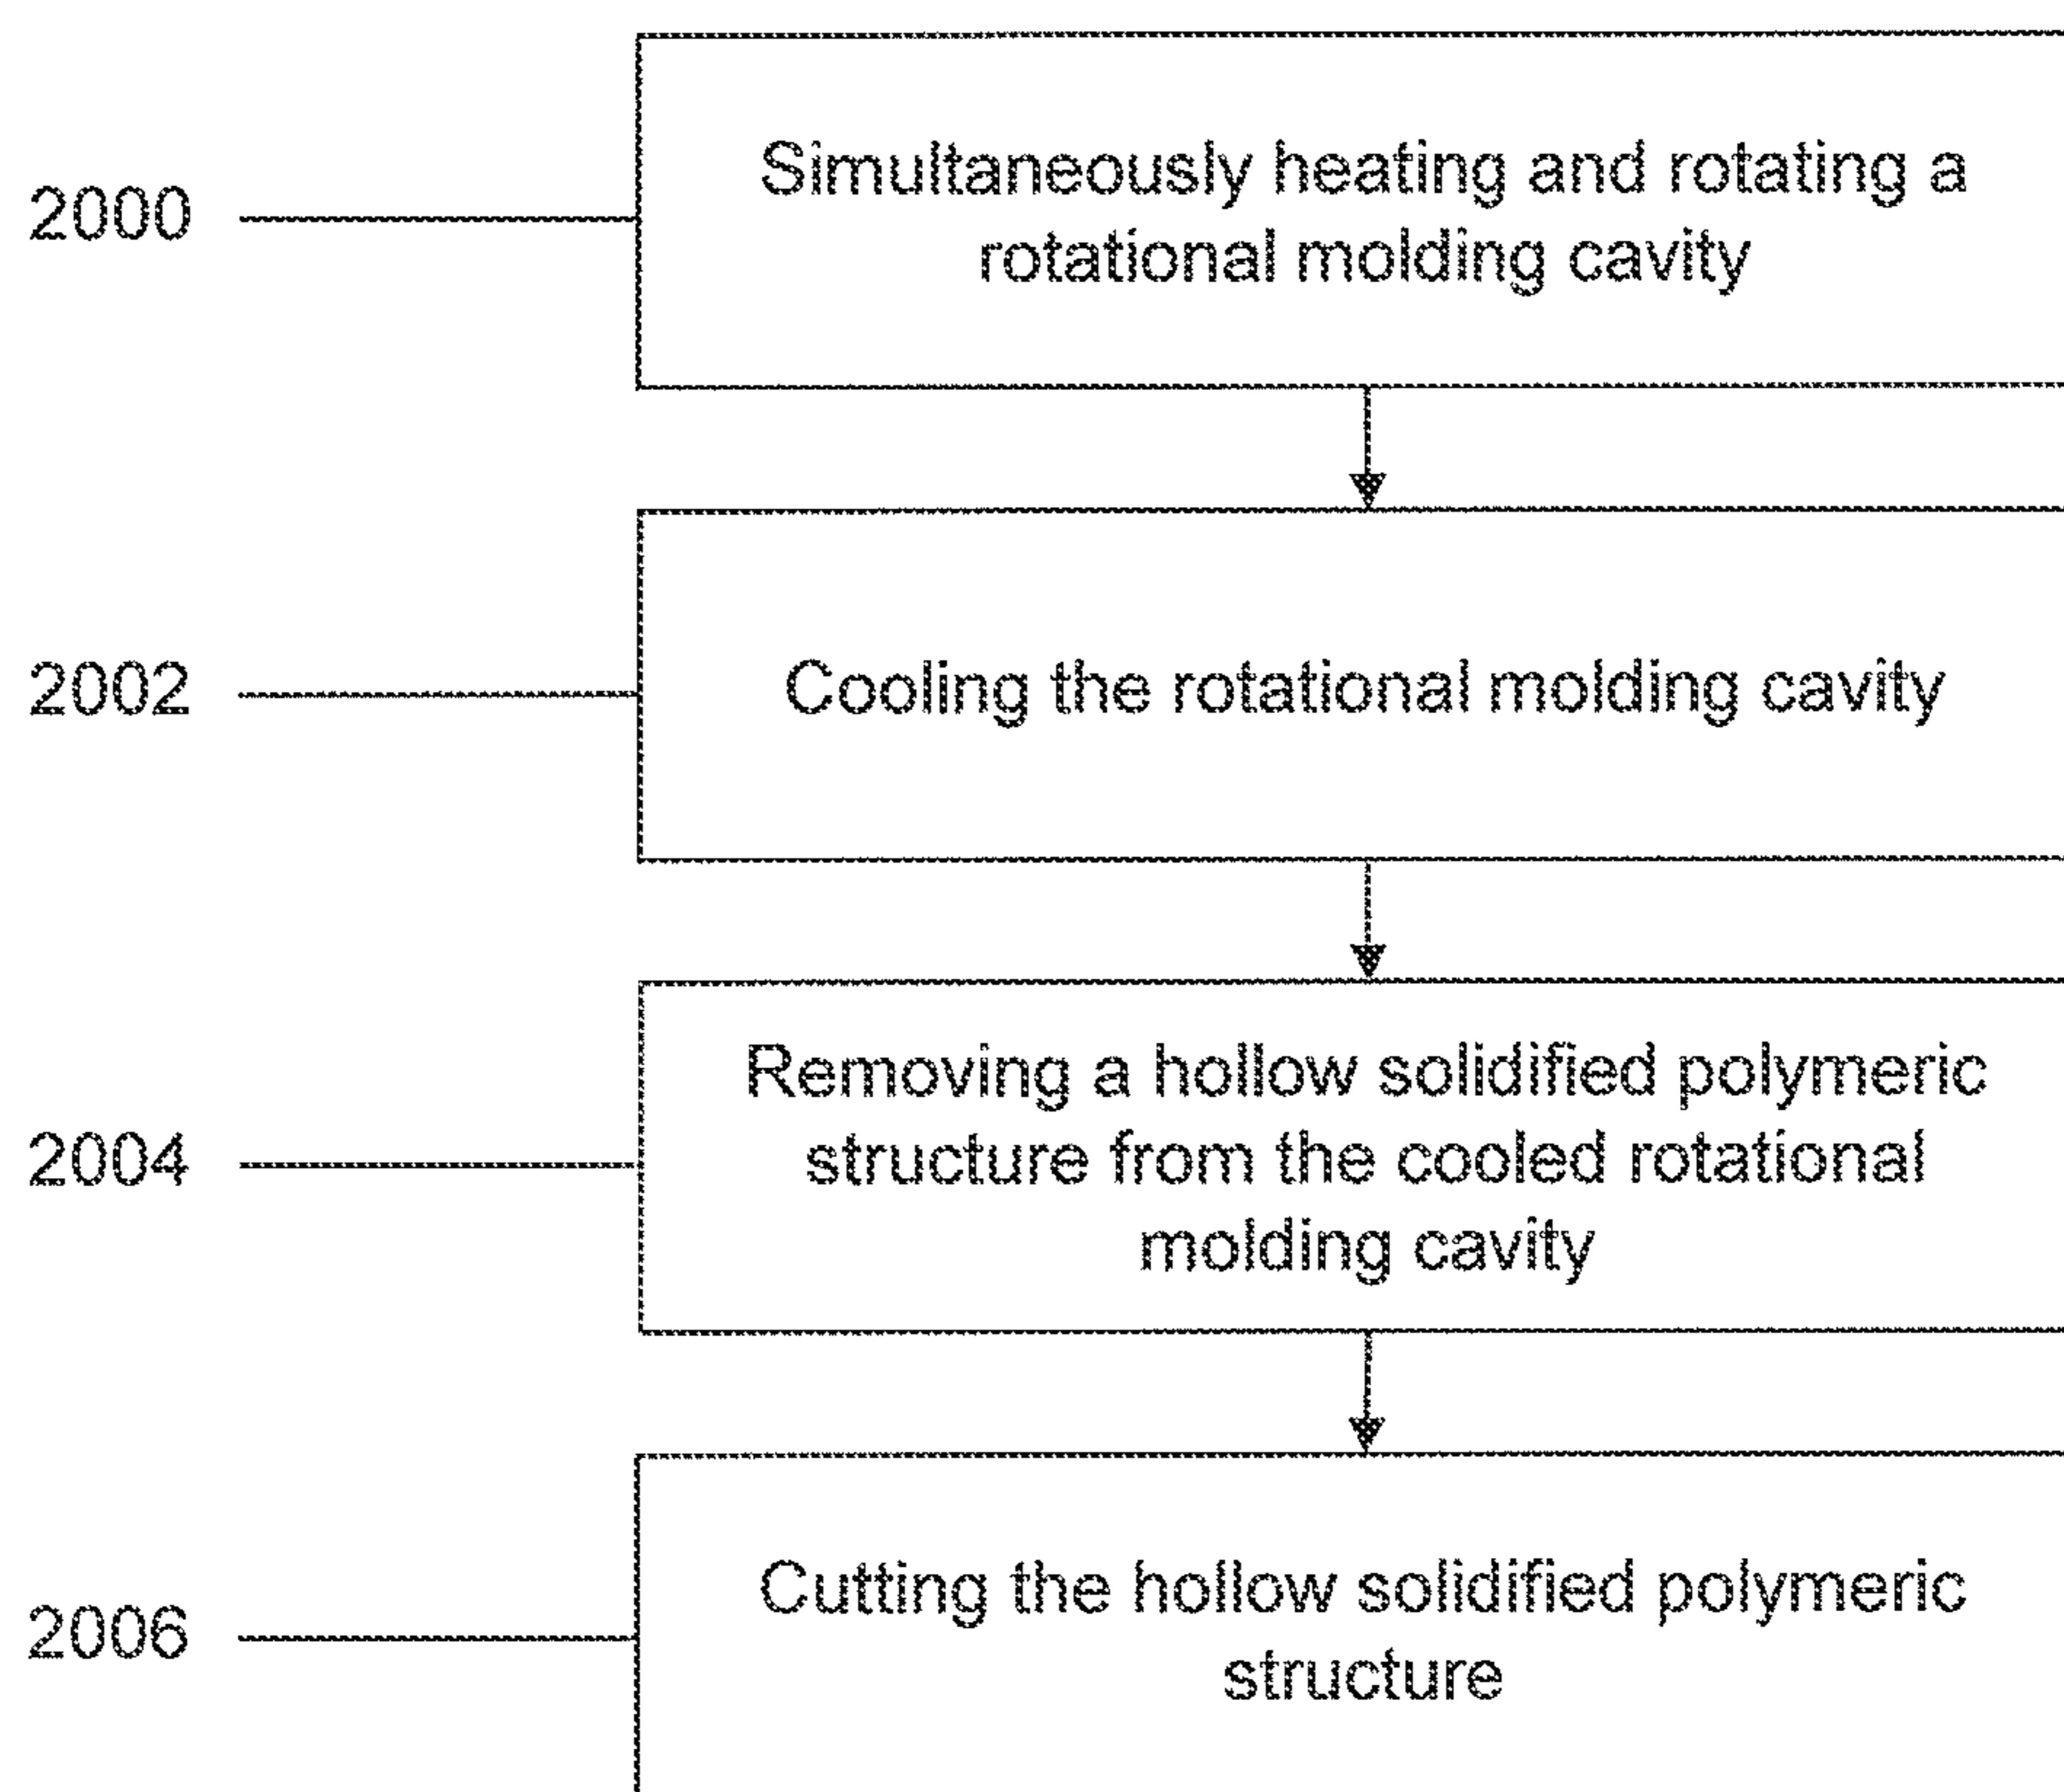 2000
Simultaneously heating and rotating a
rotational molding cavity
2002
Cooling the rotational molding cavity
2004
Removing a hollow solidified polymeric
structure from the cooled rotational
molding cavity
2006
Cutting the hollow solidified polymeric
structure